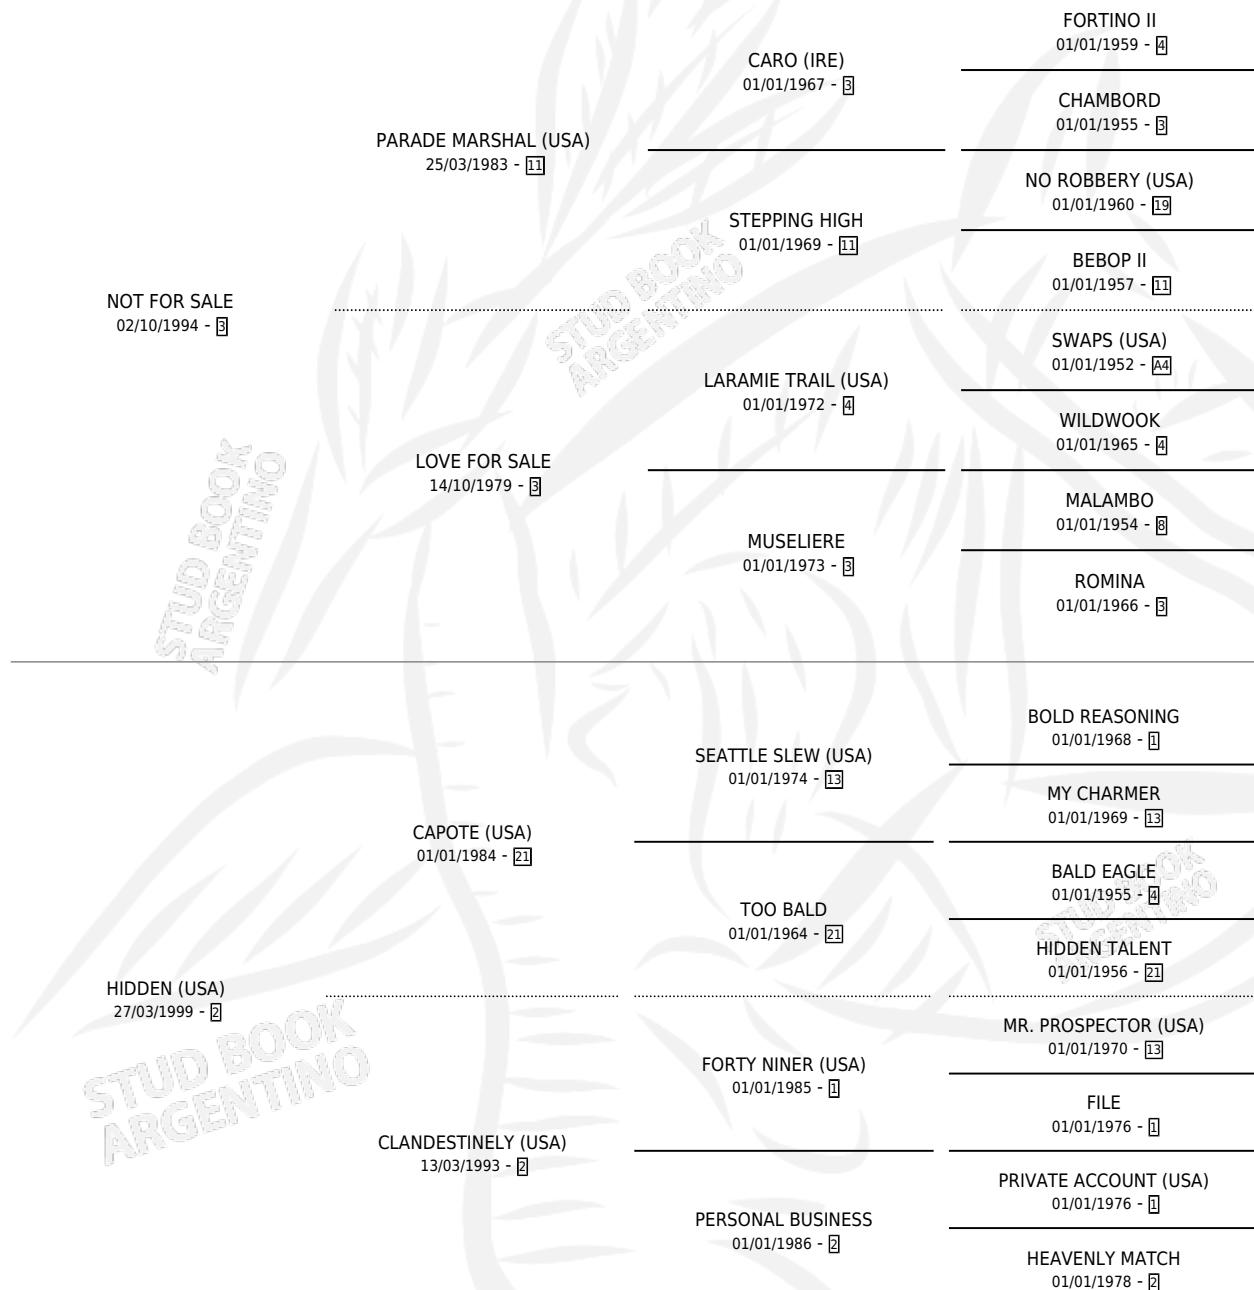 FORTINO II
01/01/1959 - 4
CARO (IRE)
01/01/1967 - 3
CHAMBORD
01/01/1955 - 3
PARADE MARSHAL (USA)
25/03/1983 - 11
NO ROBBERY (USA)
01/01/1960 - 19
STEPPING HIGH
01/01/1969 - 11
BEBOP II
01/01/1957 - 11
NOT FOR SALE
02/10/1994 - 3
STUD BOOK
ARGENTINO
SWAPS (USA)
01/01/1952 - A4
LARAMIE TRAIL (USA)
01/01/1972 - 4
WILDWOOK
01/01/1965 - 4
LOVE FOR SALE
14/10/1979 - 3
MALAMBO
01/01/1954 - 8
MUSELIERE
01/01/1973 - 3
ROMINA
01/01/1966 - 3
STUD BOOK
ARGENTINO
BOLD REASONING
01/01/1968 - 1
SEATTLE SLEW (USA)
01/01/1974 - 13
MY CHARMER
01/01/1969 - 13
CAPOTE (USA)
01/01/1984 - 21
BALD EAGLE
01/01/1955 - 4
TOO BALD
01/01/1964 - 21
STUD BOOK
ARGENTINO
HIDDEN TALENT
01/01/1956 - 21
HIDDEN (USA)
27/03/1999 - 2
MR. PROSPECTOR (USA)
01/01/1970 - 13
STUD BOOK
ARGENTINO
FORTY NINER (USA)
01/01/1985 - 1
FILE
01/01/1976 - 1
CLANDESTINELY (USA)
13/03/1993 - 2
PRIVATE ACCOUNT (USA)
01/01/1976 - 1
PERSONAL BUSINESS
01/01/1986 - 2
HEAVENLY MATCH
01/01/1978 - 2